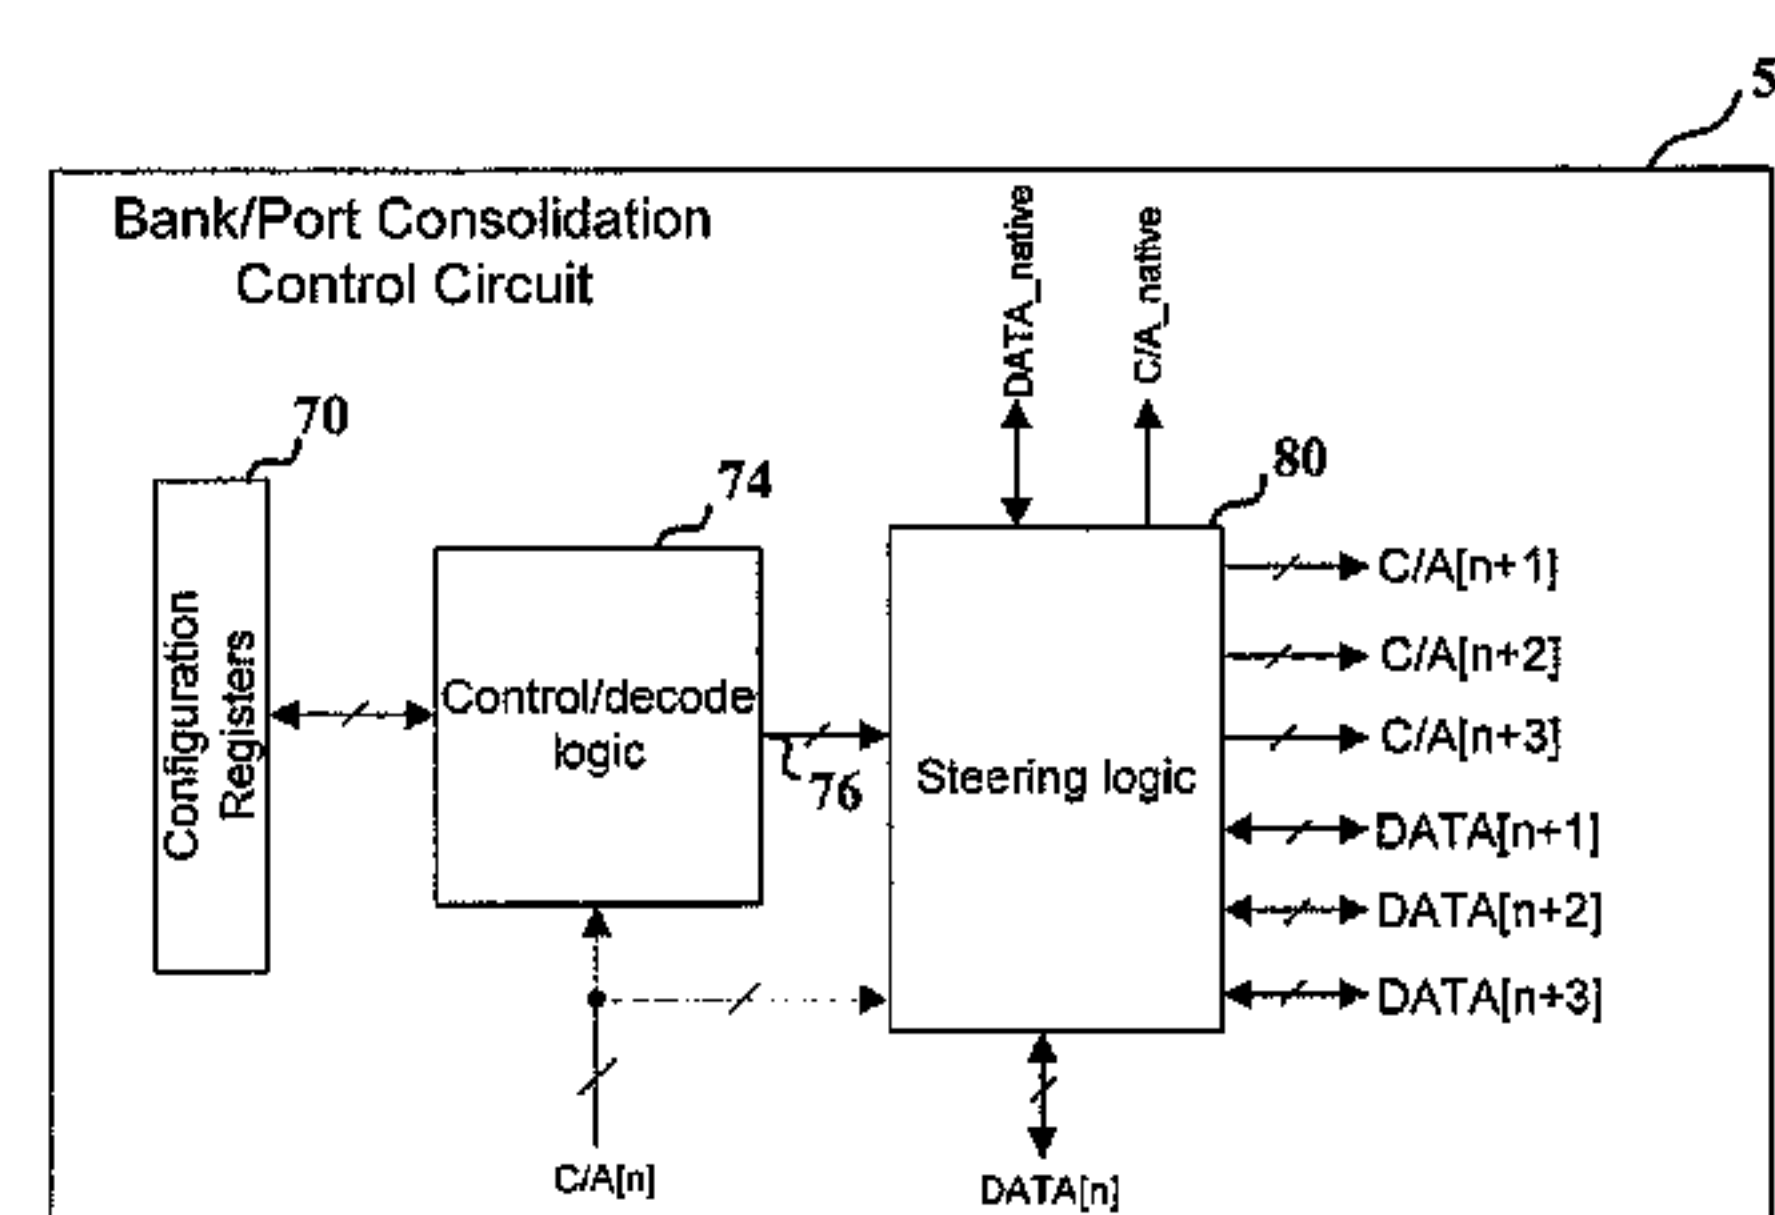 5
Bank/Port Consolidation
Control Circuit
DATA_native
C/A_native
70
74
80
Configuration
Registers
Control/decode
logic
76
Steering logic
C/A[n+1]
C/A[n+2]
C/A[n+3]
DATA[n+1]
DATA[n+2]
DATA[n+3]
C/A[n]
DATA[n]